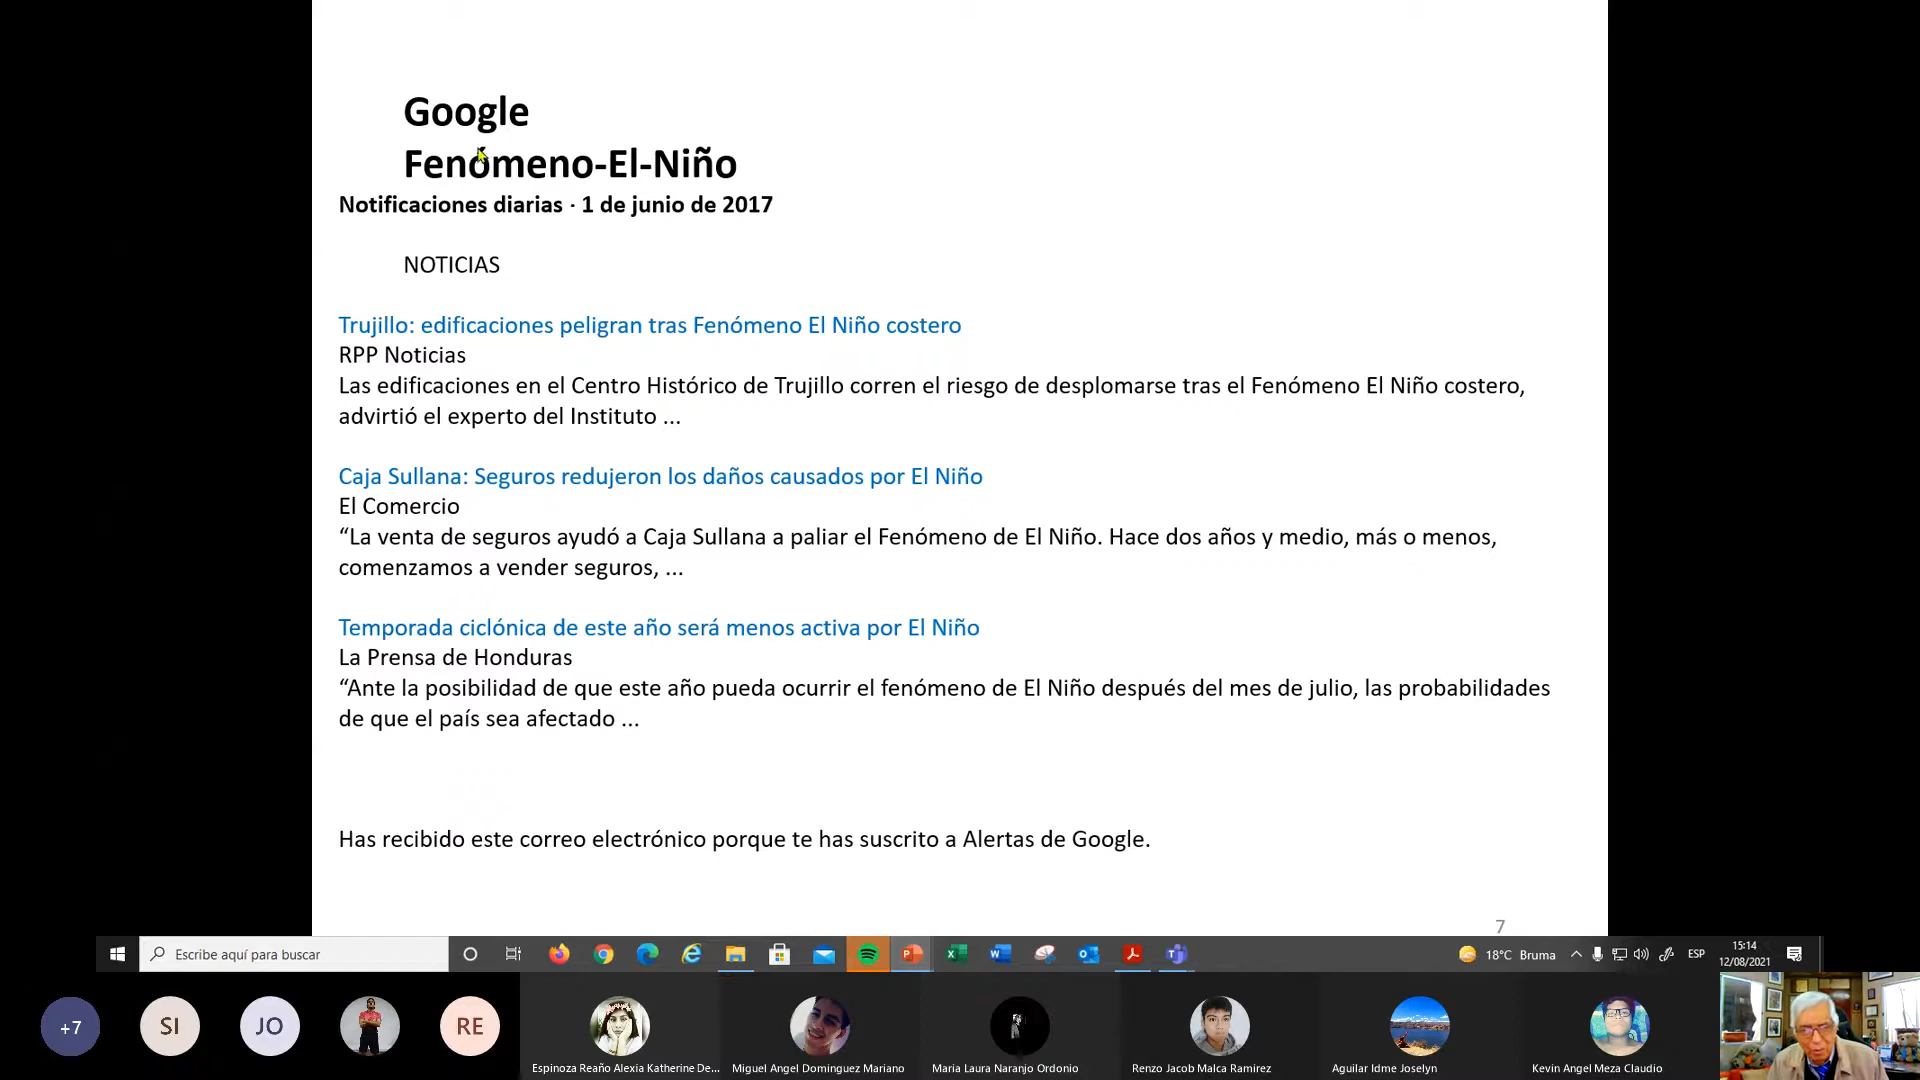 Google
Fenómeno-El-Niño
Notificaciones diarias · 1 de junio de 2017
NOTICIAS
Trujillo: edificaciones peligran tras Fenómeno El Niño costero
RPP Noticias
Las edificaciones en el Centro Histórico de Trujillo corren el riesgo de desplomarse tras el Fenómeno El Niño costero,
advirtió el experto del Instituto ...
Caja Sullana: Seguros redujeron los daños causados por El Niño
El Comercio
“La venta de seguros ayudó a Caja Sullana a paliar el Fenómeno de El Niño. Hace dos años y medio, más o menos,
comenzamos a vender seguros, ...
Temporada ciclónica de este año será menos activa por El Niño
La Prensa de Honduras
“Ante la posibilidad de que este año pueda ocurrir el fenómeno de El Niño después del mes de julio, las probabilidades
de que el país sea afectado ...
Has recibido este correo electrónico porque te has suscrito a Alertas de Google.
7
Escribe aquí para buscar
18°C Bruma
ESP
15:14
12/08/2021
+7
SI
JO
RE
Espinoza Reaño Alexia Katherine De...
Miguel Angel Dominguez Mariano
Maria Laura Naranjo Ordonio
Renzo Jacob Malca Ramirez
Aguilar Idme Joselyn
Kevin Angel Meza Claudio